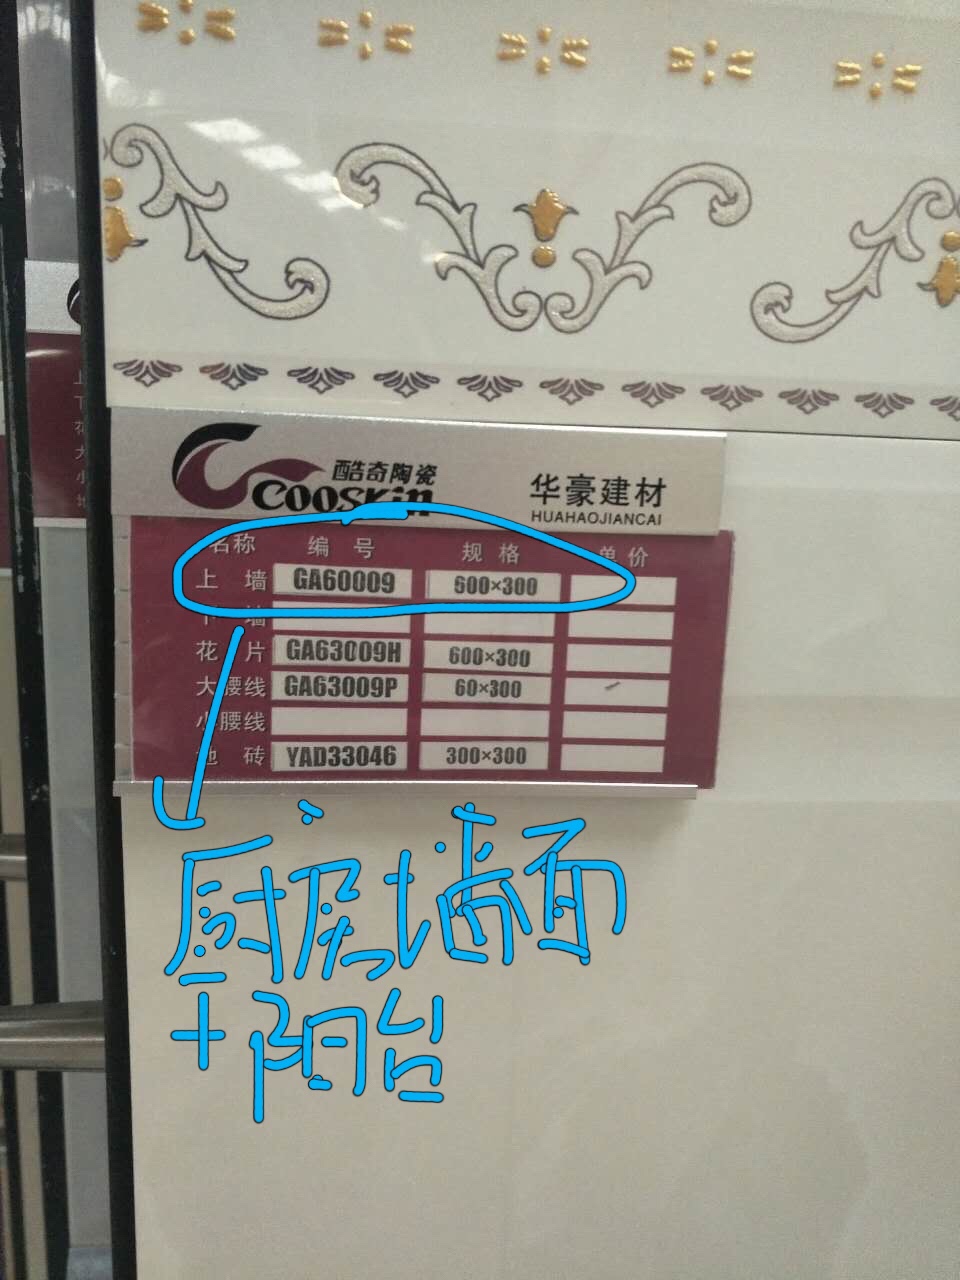 酷奇陶瓷
COOSKIN
华豪建材
HUAHAOJIANCAI
名称 编号 规格 单价
上墙 GA60009 600×300
下墙
花片 GA63009H 600×300
大腰线 GA63009P 60×300
小腰线
地砖 YAD33046 300×300
厨房墙面
+阳台